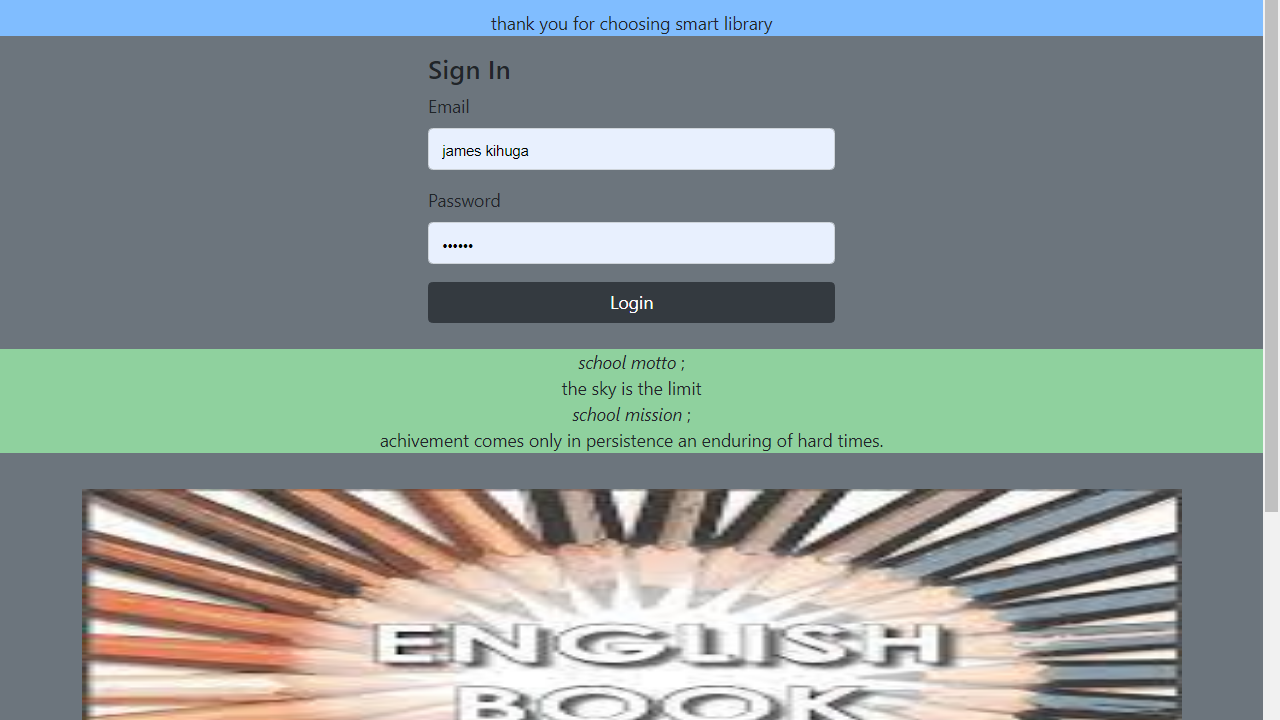 thank you for choosing smart library
Sign In
Email
james kihuga
Password
••••••
Login
school motto ;
the sky is the limit
school mission ;
achivement comes only in persistence an enduring of hard times.
ENGLISH
BOOK